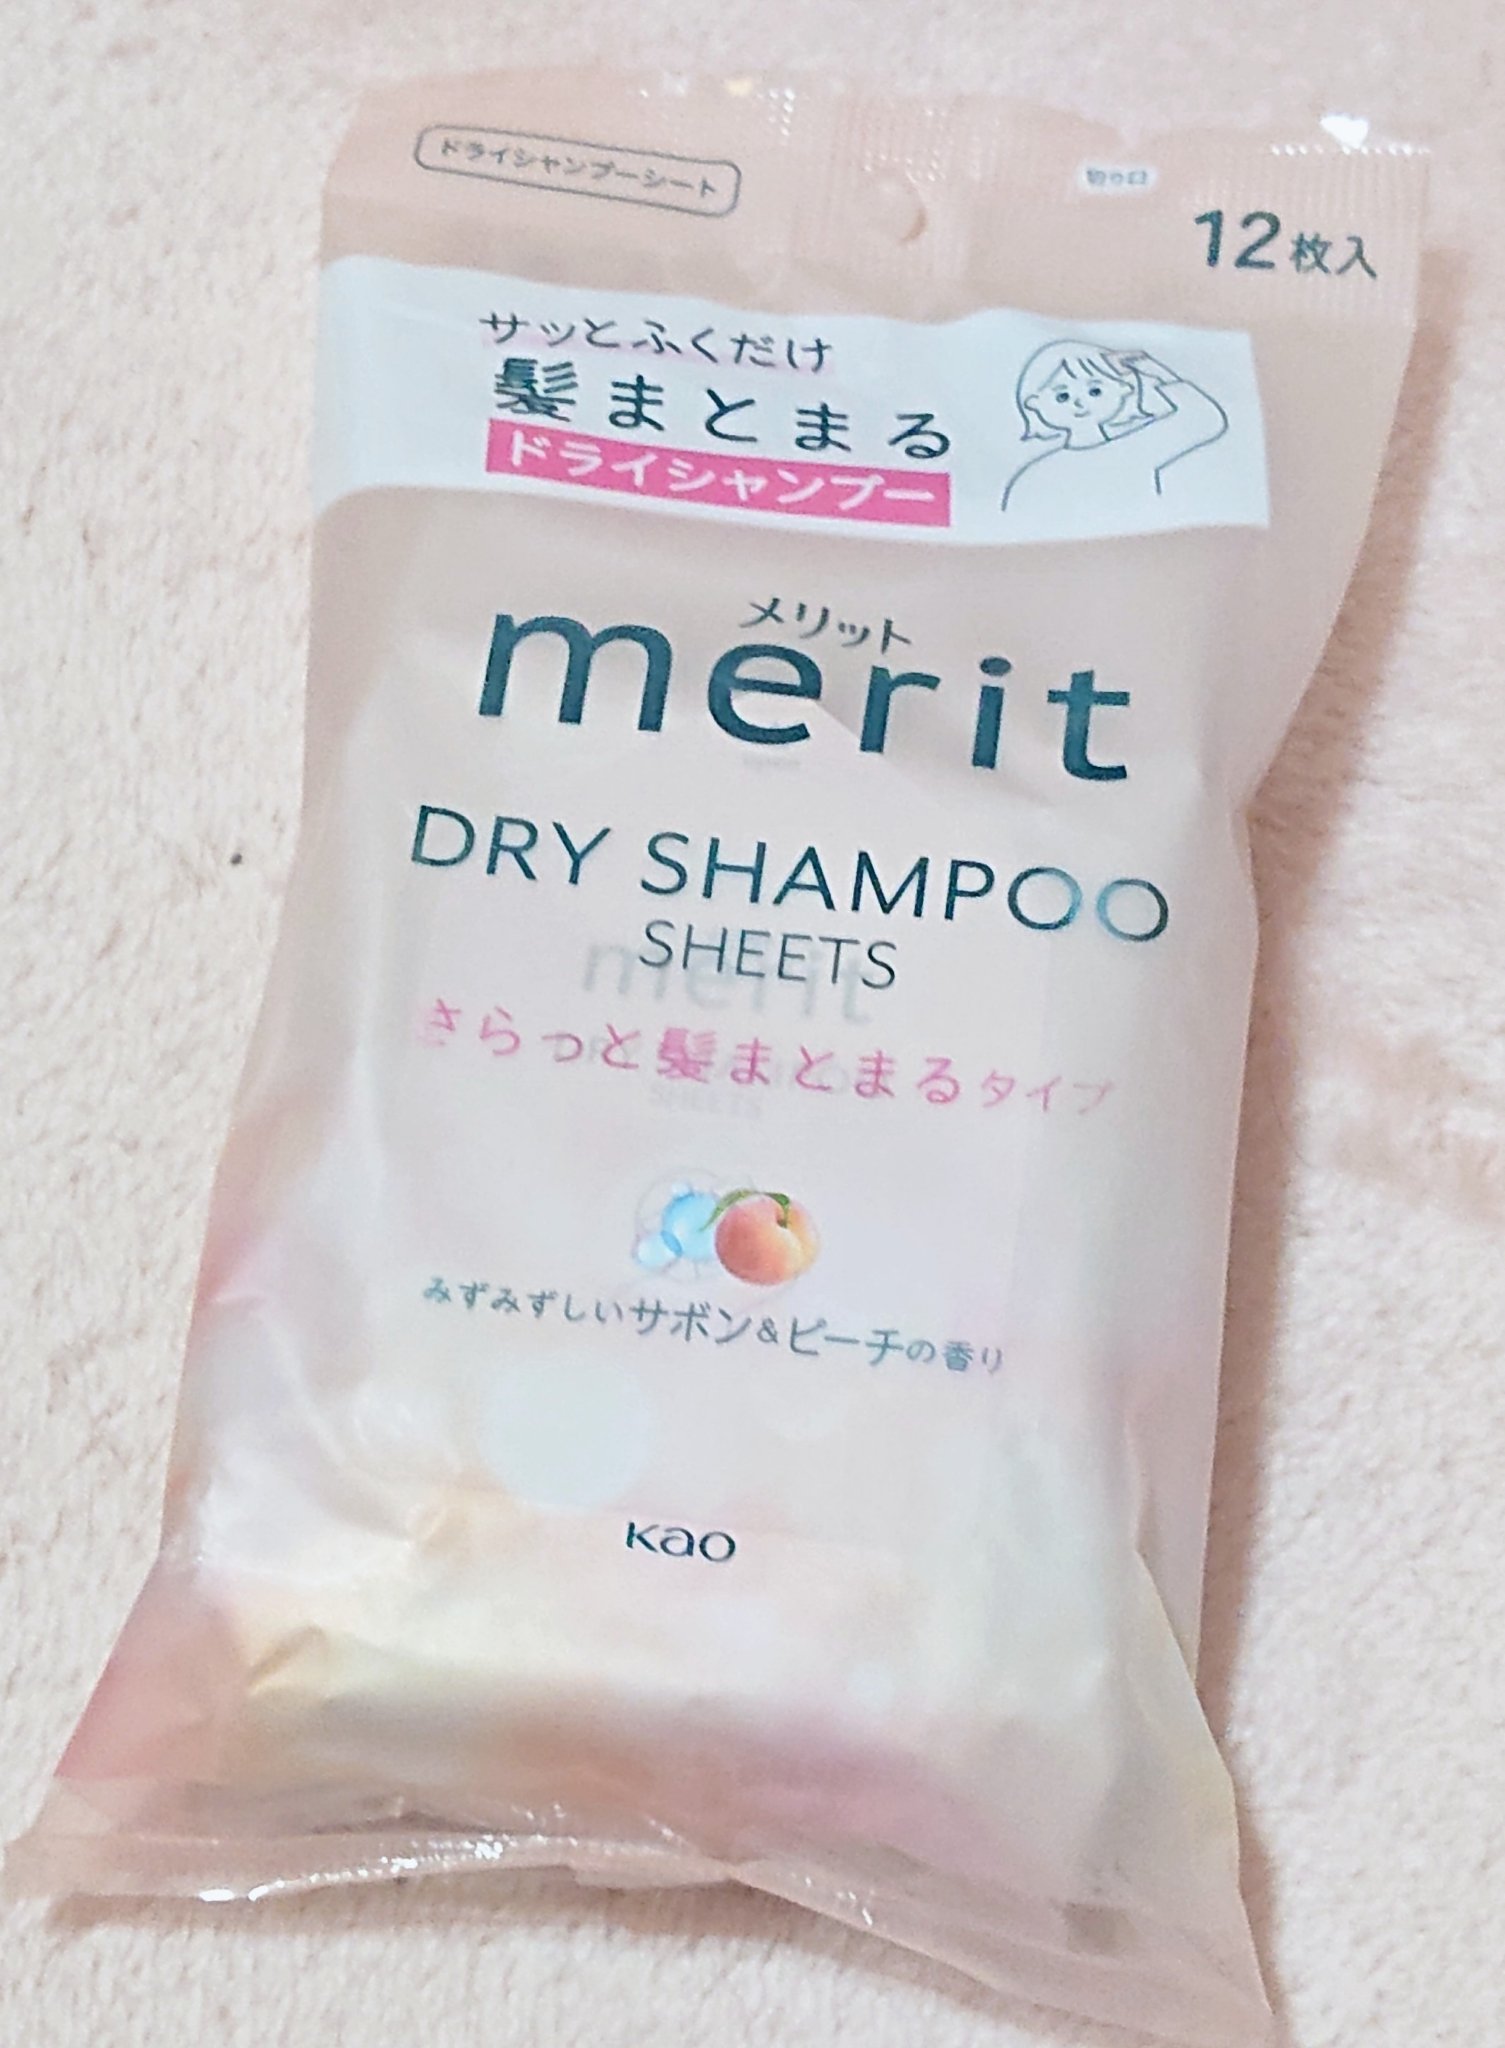 ドライシャンプーシート
切り口
12枚入
サッとふくだけ
髪まとまる
ドライシャンプー
メリット
merit
DRY SHAMPOO
SHEETS
さらっと髪まとまるタイプ
みずみずしいサボン&ピーチの香り
Kao